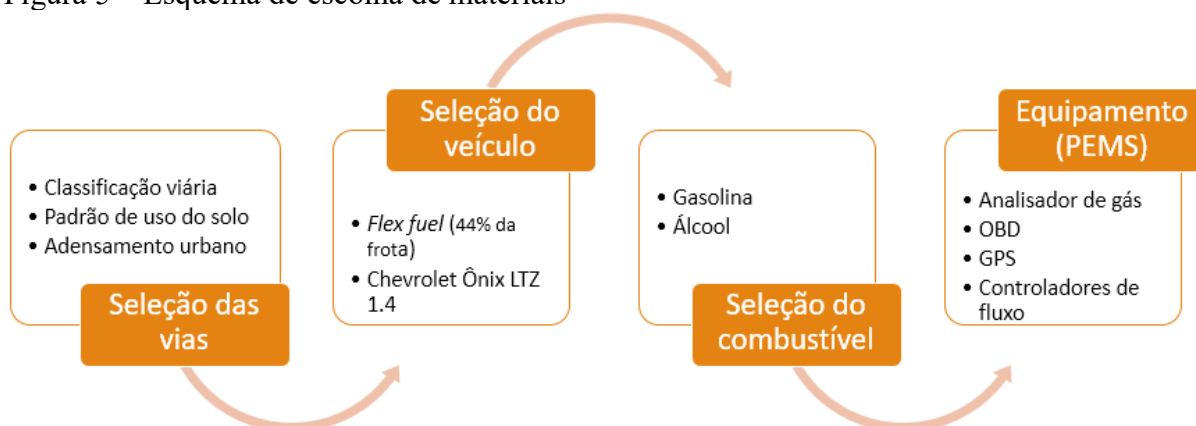 Figura 5 – Esquema de escolha de materiais
• Classificação viária
• Padrão de uso do solo
• Adensamento urbano
Seleção das
vias
Seleção do
veículo
• Flex fuel (44% da
frota)
• Chevrolet Ônix LTZ
1.4
• Gasolina
• Álcool
Seleção do
combustível
Equipamento
(PEMS)
• Analisador de gás
• OBD
• GPS
• Controladores de
fluxo